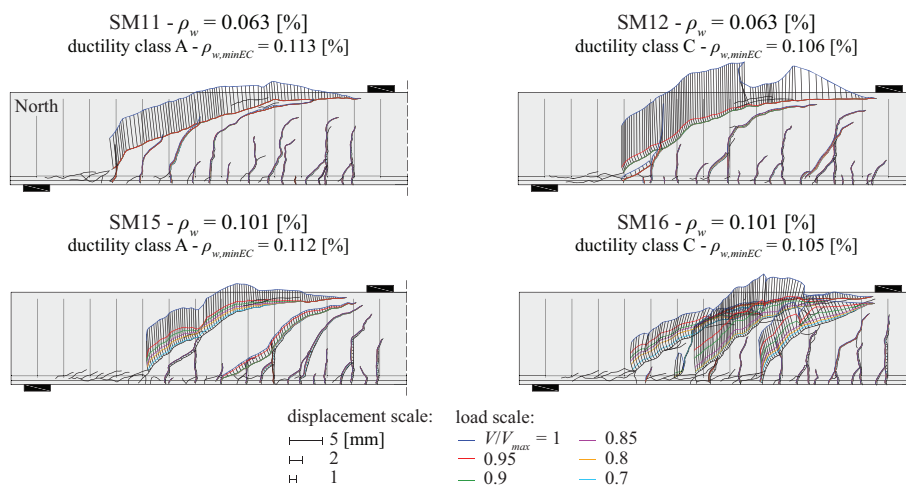 SM11 - ρw = 0.063 [%]
ductility class A - ρw,minEC = 0.113 [%]
North
SM12 - ρw = 0.063 [%]
ductility class C - ρw,minEC = 0.106 [%]
SM15 - ρw = 0.101 [%]
ductility class A - ρw,minEC = 0.112 [%]
SM16 - ρw = 0.101 [%]
ductility class C - ρw,minEC = 0.105 [%]
displacement scale:
5 [mm]
2
1
load scale:
V/Vmax = 1
0.95
0.9
0.85
0.8
0.7